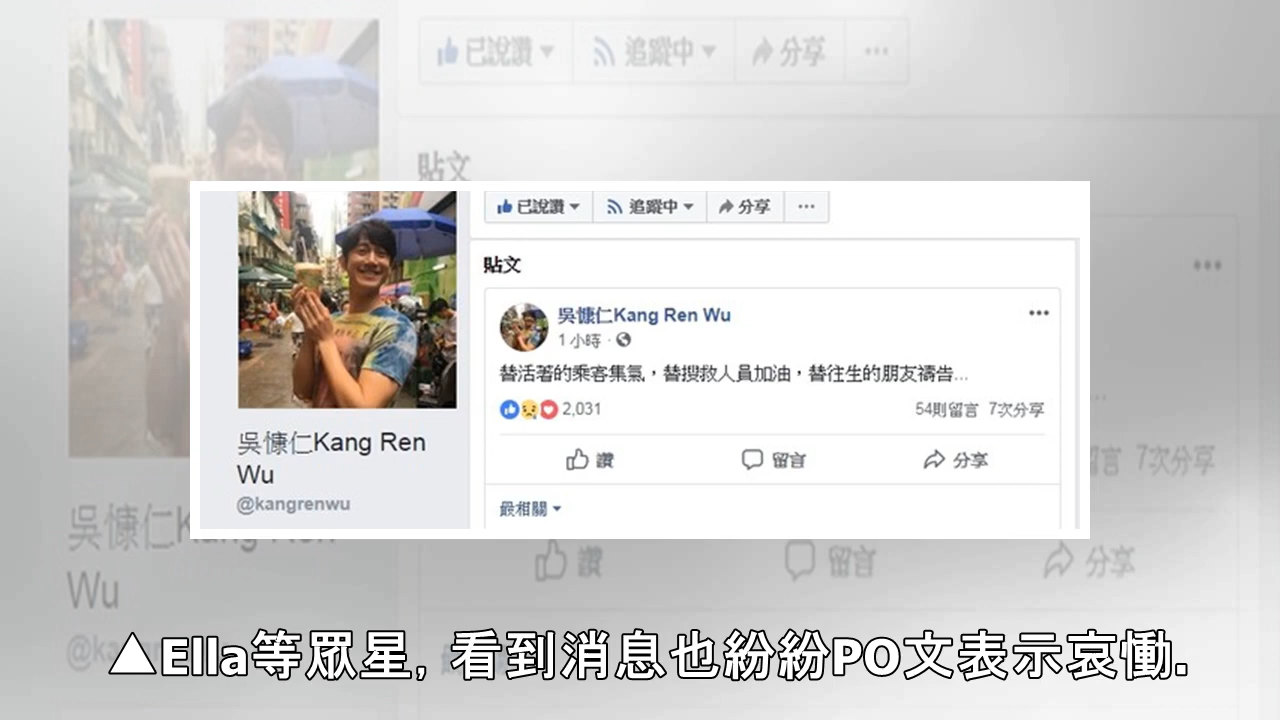 已說讚 追蹤中 分享
貼文
吳慷仁Kang Ren Wu
1 小時
替活著的乘客集氣，替搜救人員加油，替往生的朋友禱告...
2,031 54則留言 7次分享
讚 留言 分享
最相關
吳慷仁Kang Ren
Wu
@kangrenwu
▲Ella等眾星, 看到消息也紛紛PO文表示哀慟.